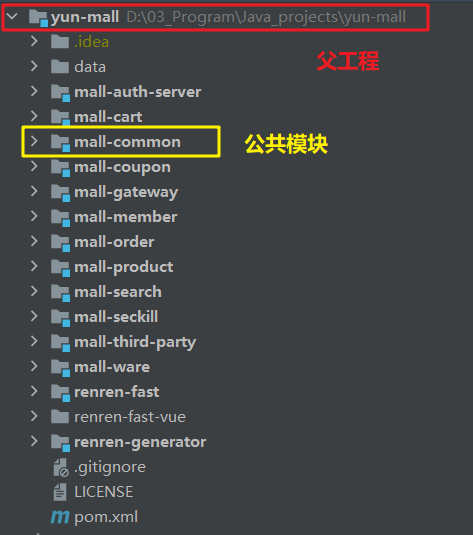 yun-mall D:\03_Program\Java_projects\yun-mall
.idea
父工程
data
mall-auth-server
mall-cart
mall-common
公共模块
mall-coupon
mall-gateway
mall-member
mall-order
mall-product
mall-search
mall-seckill
mall-third-party
mall-ware
renren-fast
renren-fast-vue
renren-generator
.gitignore
LICENSE
pom.xml